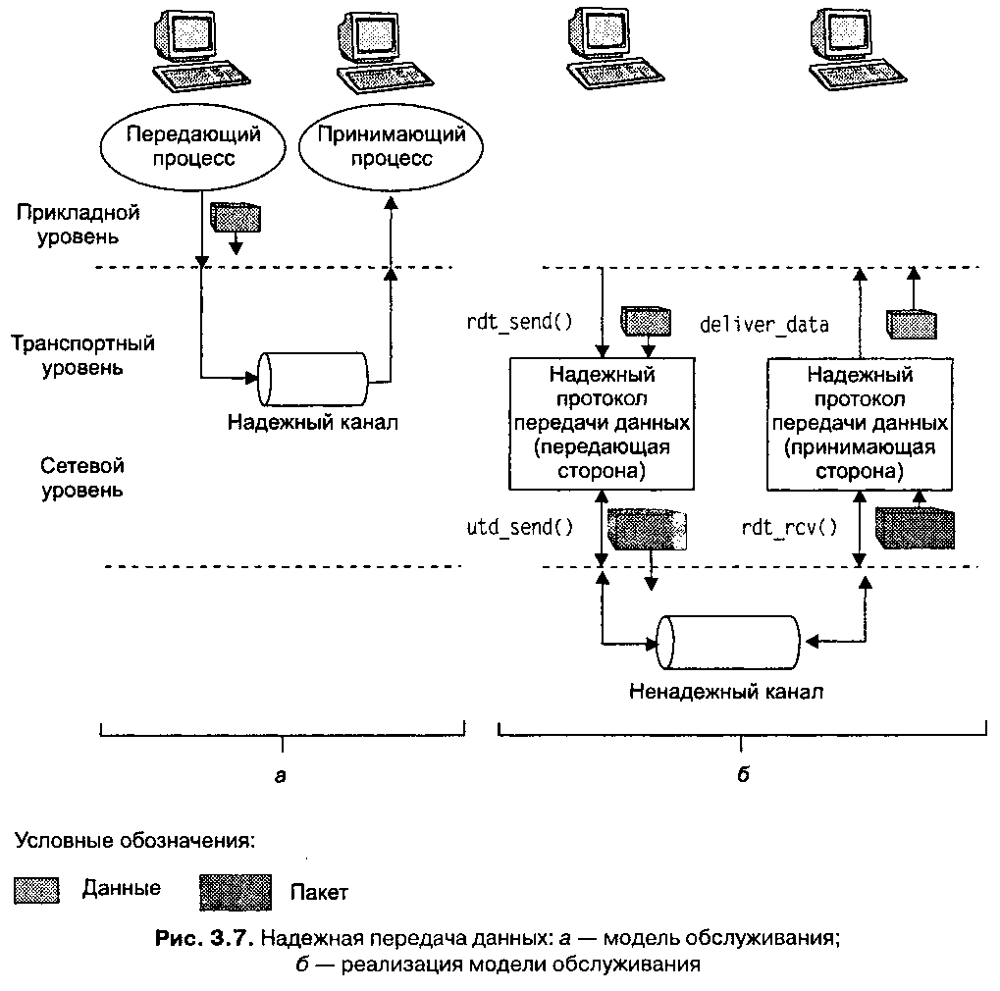 Передающий
процесс
Принимающий
процесс
Прикладной
уровень
Транспортный
уровень
Надежный канал
Сетевой
уровень
rdt_send()
deliver_data
Надежный
протокол
передачи данных
(передающая
сторона)
Надежный
протокол
передачи данных
(принимающая
сторона)
utd_send()
rdt_rcv()
Ненадежный канал
а
б
Условные обозначения:
Данные
Пакет
Рис. 3.7. Надежная передача данных: а — модель обслуживания;
б — реализация модели обслуживания